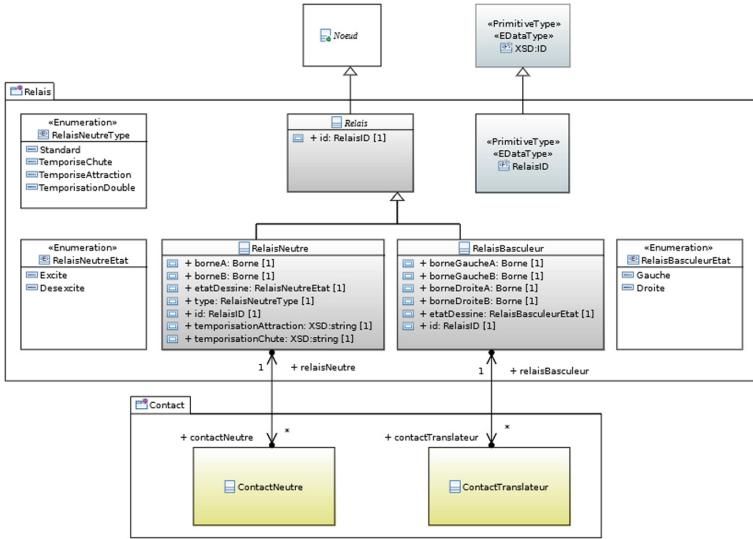 Noeud
«PrimitiveType»
«EDataType»
XSD:ID
Relais
«Enumeration»
RelaisNeutreType
Standard
TemporiseChute
TemporiseAttraction
TemporisationDouble
Relais
+ id: RelaisID [1]
«PrimitiveType»
«EDataType»
RelaisID
«Enumeration»
RelaisNeutreEtat
Excite
Desexcite
RelaisNeutre
+ borneA: Borne [1]
+ borneB: Borne [1]
+ etatDessine: RelaisNeutreEtat [1]
+ type: RelaisNeutreType [1]
+ id: RelaisID [1]
+ temporisationAttraction: XSD:string [1]
+ temporisationChute: XSD:string [1]
RelaisBasculeur
+ borneGaucheA: Borne [1]
+ borneGaucheB: Borne [1]
+ borneDroiteA: Borne [1]
+ borneDroiteB: Borne [1]
+ etatDessine: RelaisBasculeurEtat [1]
+ id: RelaisID [1]
«Enumeration»
RelaisBasculeurEtat
Gauche
Droite
1 + relaisNeutre
1 + relaisBasculeur
Contact
+ contactNeutre *
+ contactTranslateur *
ContactNeutre
ContactTranslateur